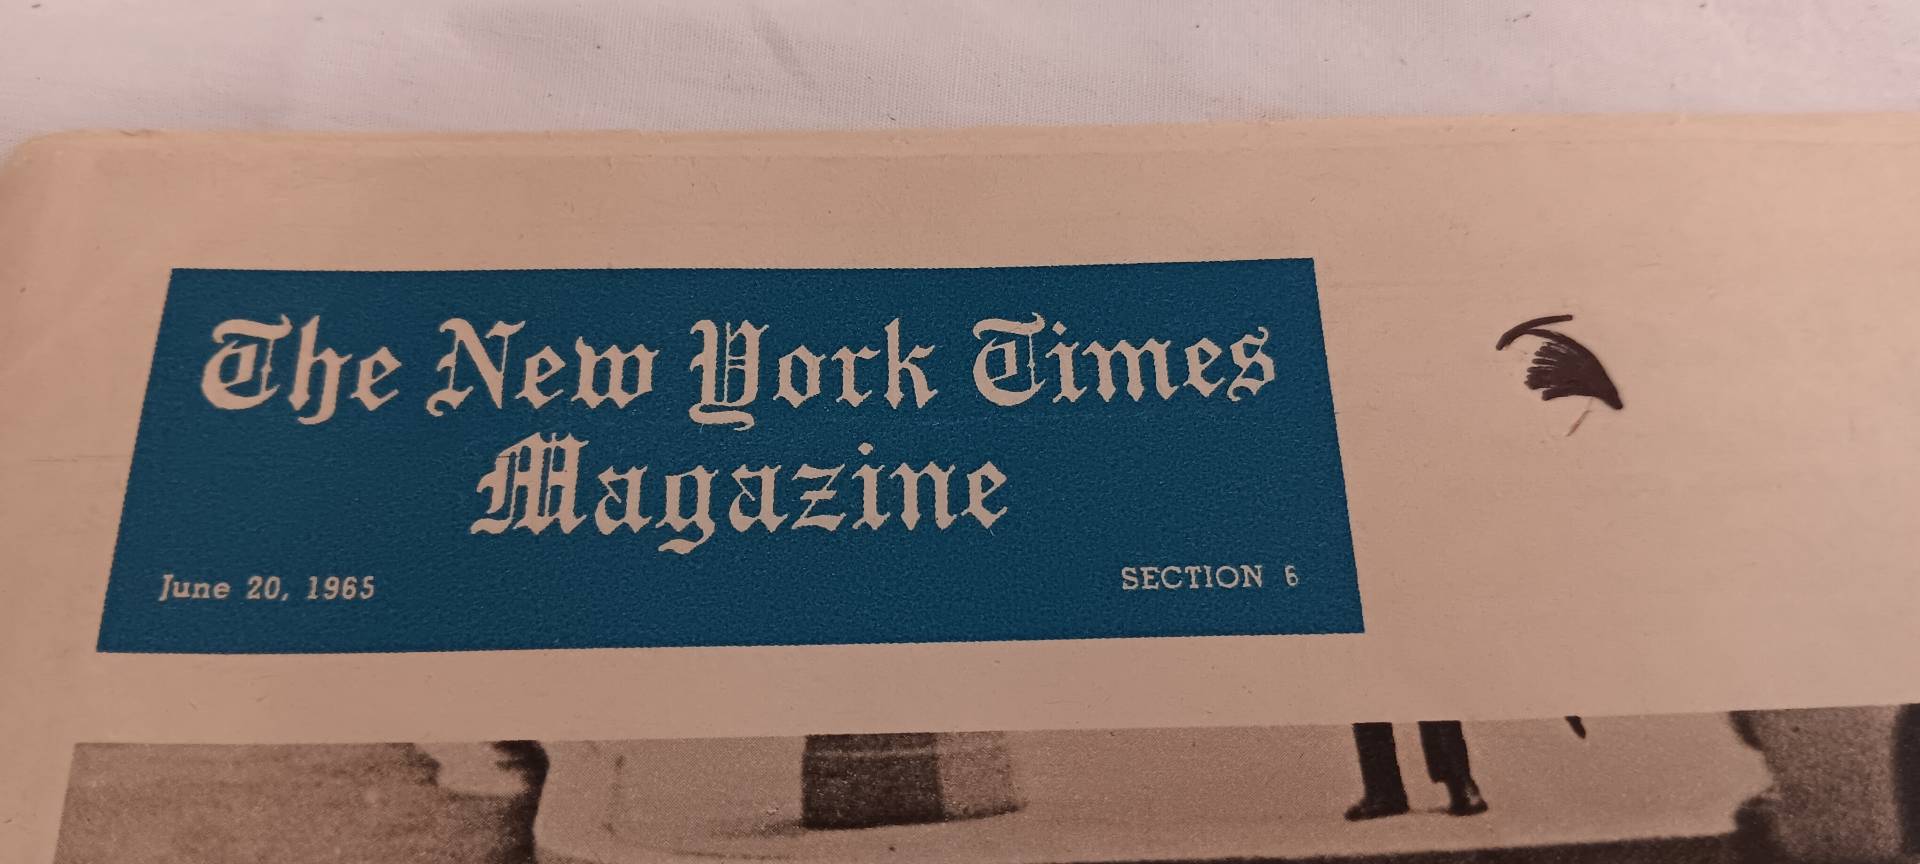 The New York Times
Magazine
June 20, 1965
SECTION 6